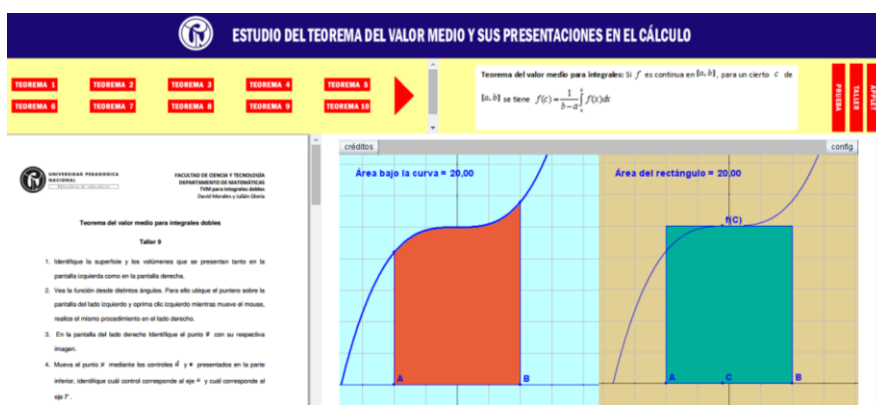 ESTUDIO DEL TEOREMA DEL VALOR MEDIO Y SUS PRESENTACIONES EN EL CÁLCULO
TEOREMA 1 TEOREMA 2 TEOREMA 3 TEOREMA 4 TEOREMA 5
TEOREMA 6 TEOREMA 7 TEOREMA 8 TEOREMA 9 TEOREMA 10
Teorema del valor medio para integrales: Si f es continua en [a, b], para un cierto c de
[a, b] se tiene f(c) = 1/(b−a) ∫ f(x)dx
PRUEBA
TALLER
APPLET
UNIVERSIDAD PEDAGÓGICA
NACIONAL
FACULTAD DE CIENCIA Y TECNOLOGÍA
DEPARTAMENTO DE MATEMÁTICAS
TVM para integrales dobles
David Morales y Julián Gloria
Teorema del valor medio para integrales dobles
Taller 9
1. Identifique la superficie y los volúmenes que se presentan tanto en la
pantalla izquierda como en la pantalla derecha.
2. Vea la función desde distintos ángulos. Para ello ubique el puntero sobre la
pantalla del lado izquierdo y oprima clic izquierdo mientras mueve el mouse,
realice el mismo procedimiento en el lado derecho.
3. En la pantalla del lado derecho identifique el punto con su respectiva
imagen.
4. Mueva el punto mediante los controles y presentados en la parte
inferior, identifique cuál control corresponde al eje y cuál corresponde al
eje
créditos
config
Área bajo la curva = 20,00
A
B
Área del rectángulo = 20,00
f(C)
A
C
B